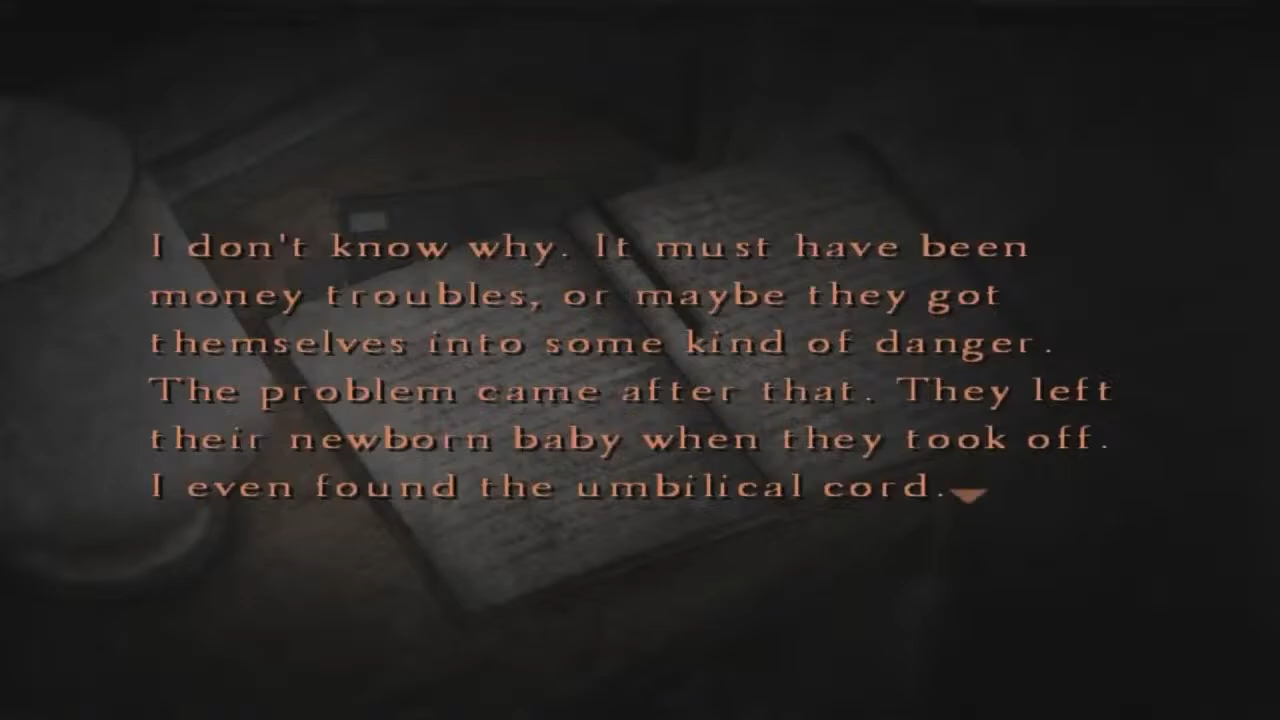 I don't know why. It must have been
money troubles, or maybe they got
themselves into some kind of danger.
The problem came after that. They left
their newborn baby when they took off.
I even found the umbilical cord.